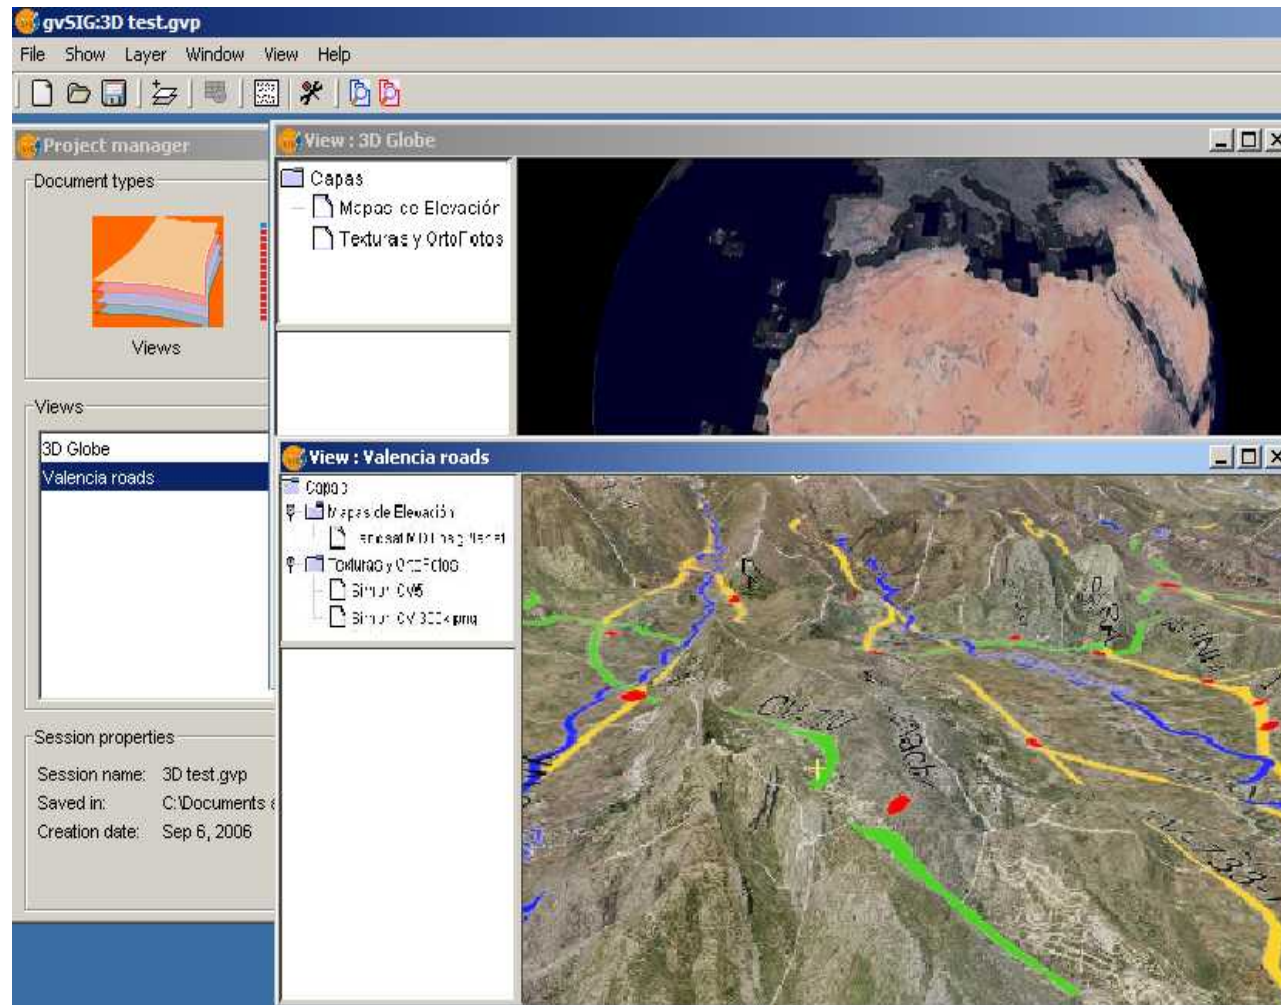 gvSIG:3D test.gvp
File Show Layer Window View Help
Project manager
Document types
Views
Views
3D Globe
Valencia roads
Session properties
Session name: 3D test.gvp
Saved in: C:\Documents
Creation date: Sep 6, 2006
View : 3D Globe
Capas
Mapas de Elevación
Texturas y OrtoFotos
View : Valencia roads
Capas
Mapas de Elevación
Texturas y OrtoFotos